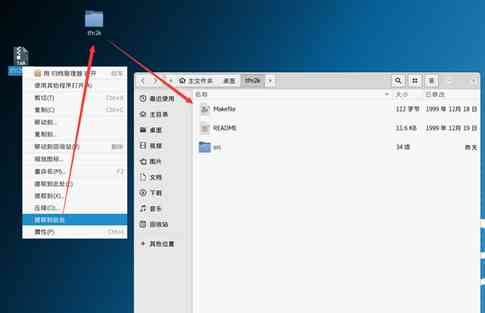 tfn2k
TAR
用 归档管理器 打开 回车
使用其他程序打开(A)
剪切(T) Ctrl+X
复制(C) Ctrl+C
移动到...
复制到...
移动到回收站(V) 删除
缩放图标...
重命名(M)... F2
提取到此处(E)
提取到(X)...
压缩(O)...
提取到此处
属性(P) Ctrl+I
主文件夹 桌面 tfn2k
最近使用
主目录
桌面
视频
图片
文档
下载
音乐
回收站
其他位置
名称 大小 已修改
Makefile 112 字节 1999 年 12月 18 日
README 11.6 KB 1999 年 12月 19 日
src 34 项 昨天